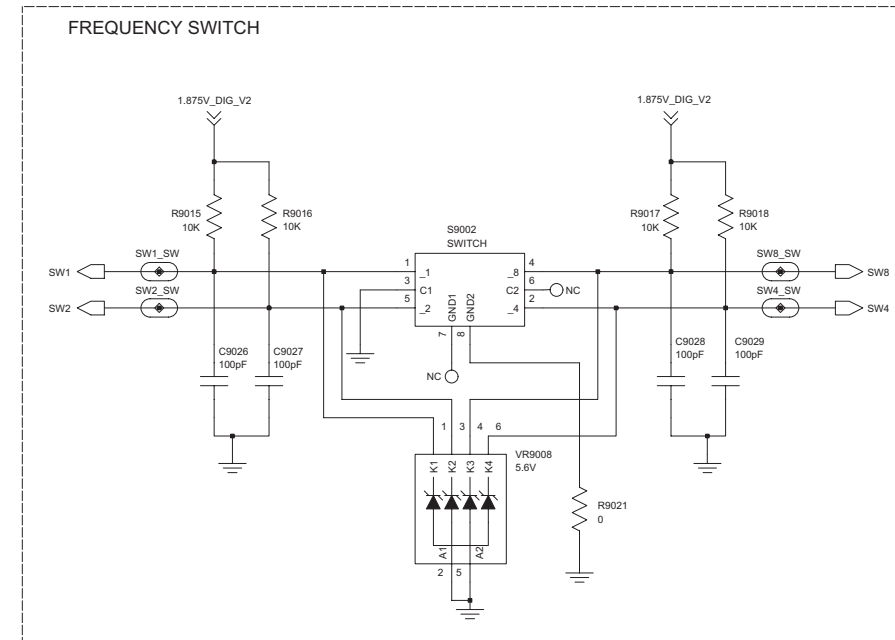 FREQUENCY SWITCH
1.875V_DIG_V2
1.875V_DIG_V2
R9015
10K
R9016
10K
R9017
10K
R9018
10K
S9002
SWITCH
SW1_SW
SW1
SW2_SW
SW2
1
3
5
_1
C1
_2
GND1
GND2
_8
C2
_4
4
6
2
NC
SW8_SW
SW8
SW4_SW
SW4
7
8
NC
C9026
100pF
C9027
100pF
C9028
100pF
C9029
100pF
1
3
4
6
VR9008
5.6V
K1
K2
K3
K4
A1
A2
2
5
R9021
0